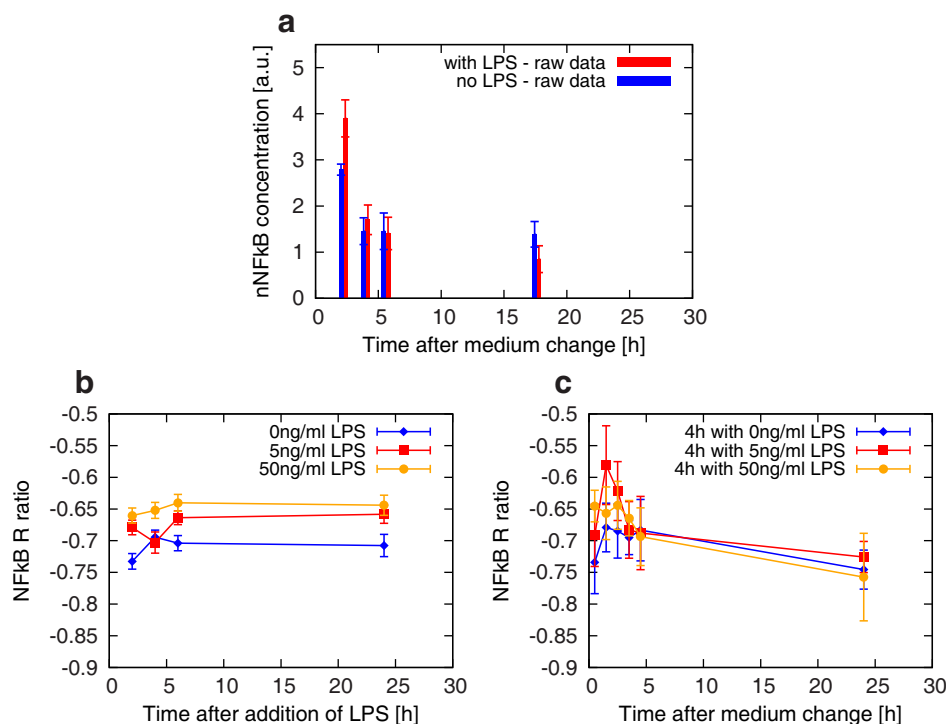 a
nNFkB concentration [a.u.]
5
4
3
2
1
0
with LPS - raw data
no LPS - raw data
0 5 10 15 20 25 30
Time after medium change [h]
b
NFkB R ratio
-0.5
-0.55
-0.6
-0.65
-0.7
-0.75
-0.8
-0.85
-0.9
0ng/ml LPS
5ng/ml LPS
50ng/ml LPS
0 5 10 15 20 25 30
Time after addition of LPS [h]
c
NFkB R ratio
-0.5
-0.55
-0.6
-0.65
-0.7
-0.75
-0.8
-0.85
-0.9
4h with 0ng/ml LPS
4h with 5ng/ml LPS
4h with 50ng/ml LPS
0 5 10 15 20 25 30
Time after medium change [h]